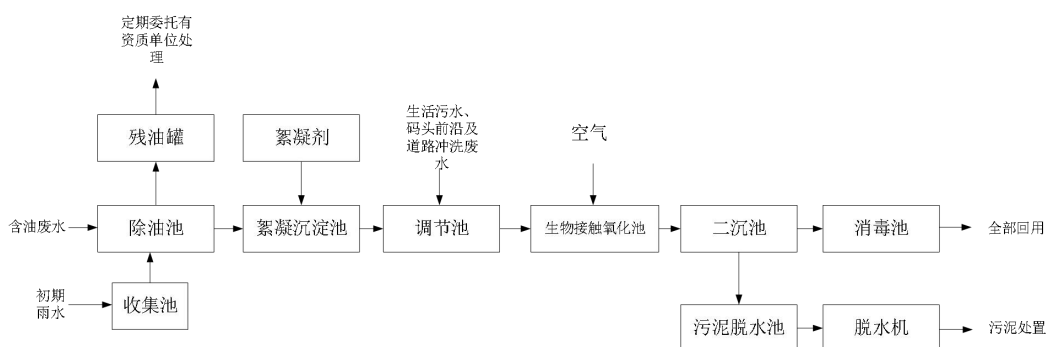 定期委托有
资质单位处
理
残油罐
絮凝剂
生活污水、
码头前沿及
道路冲洗废
水
空气
含油废水
除油池
絮凝沉淀池
调节池
生物接触氧化池
二沉池
消毒池
全部回用
初期
雨水
收集池
污泥脱水池
脱水机
污泥处置